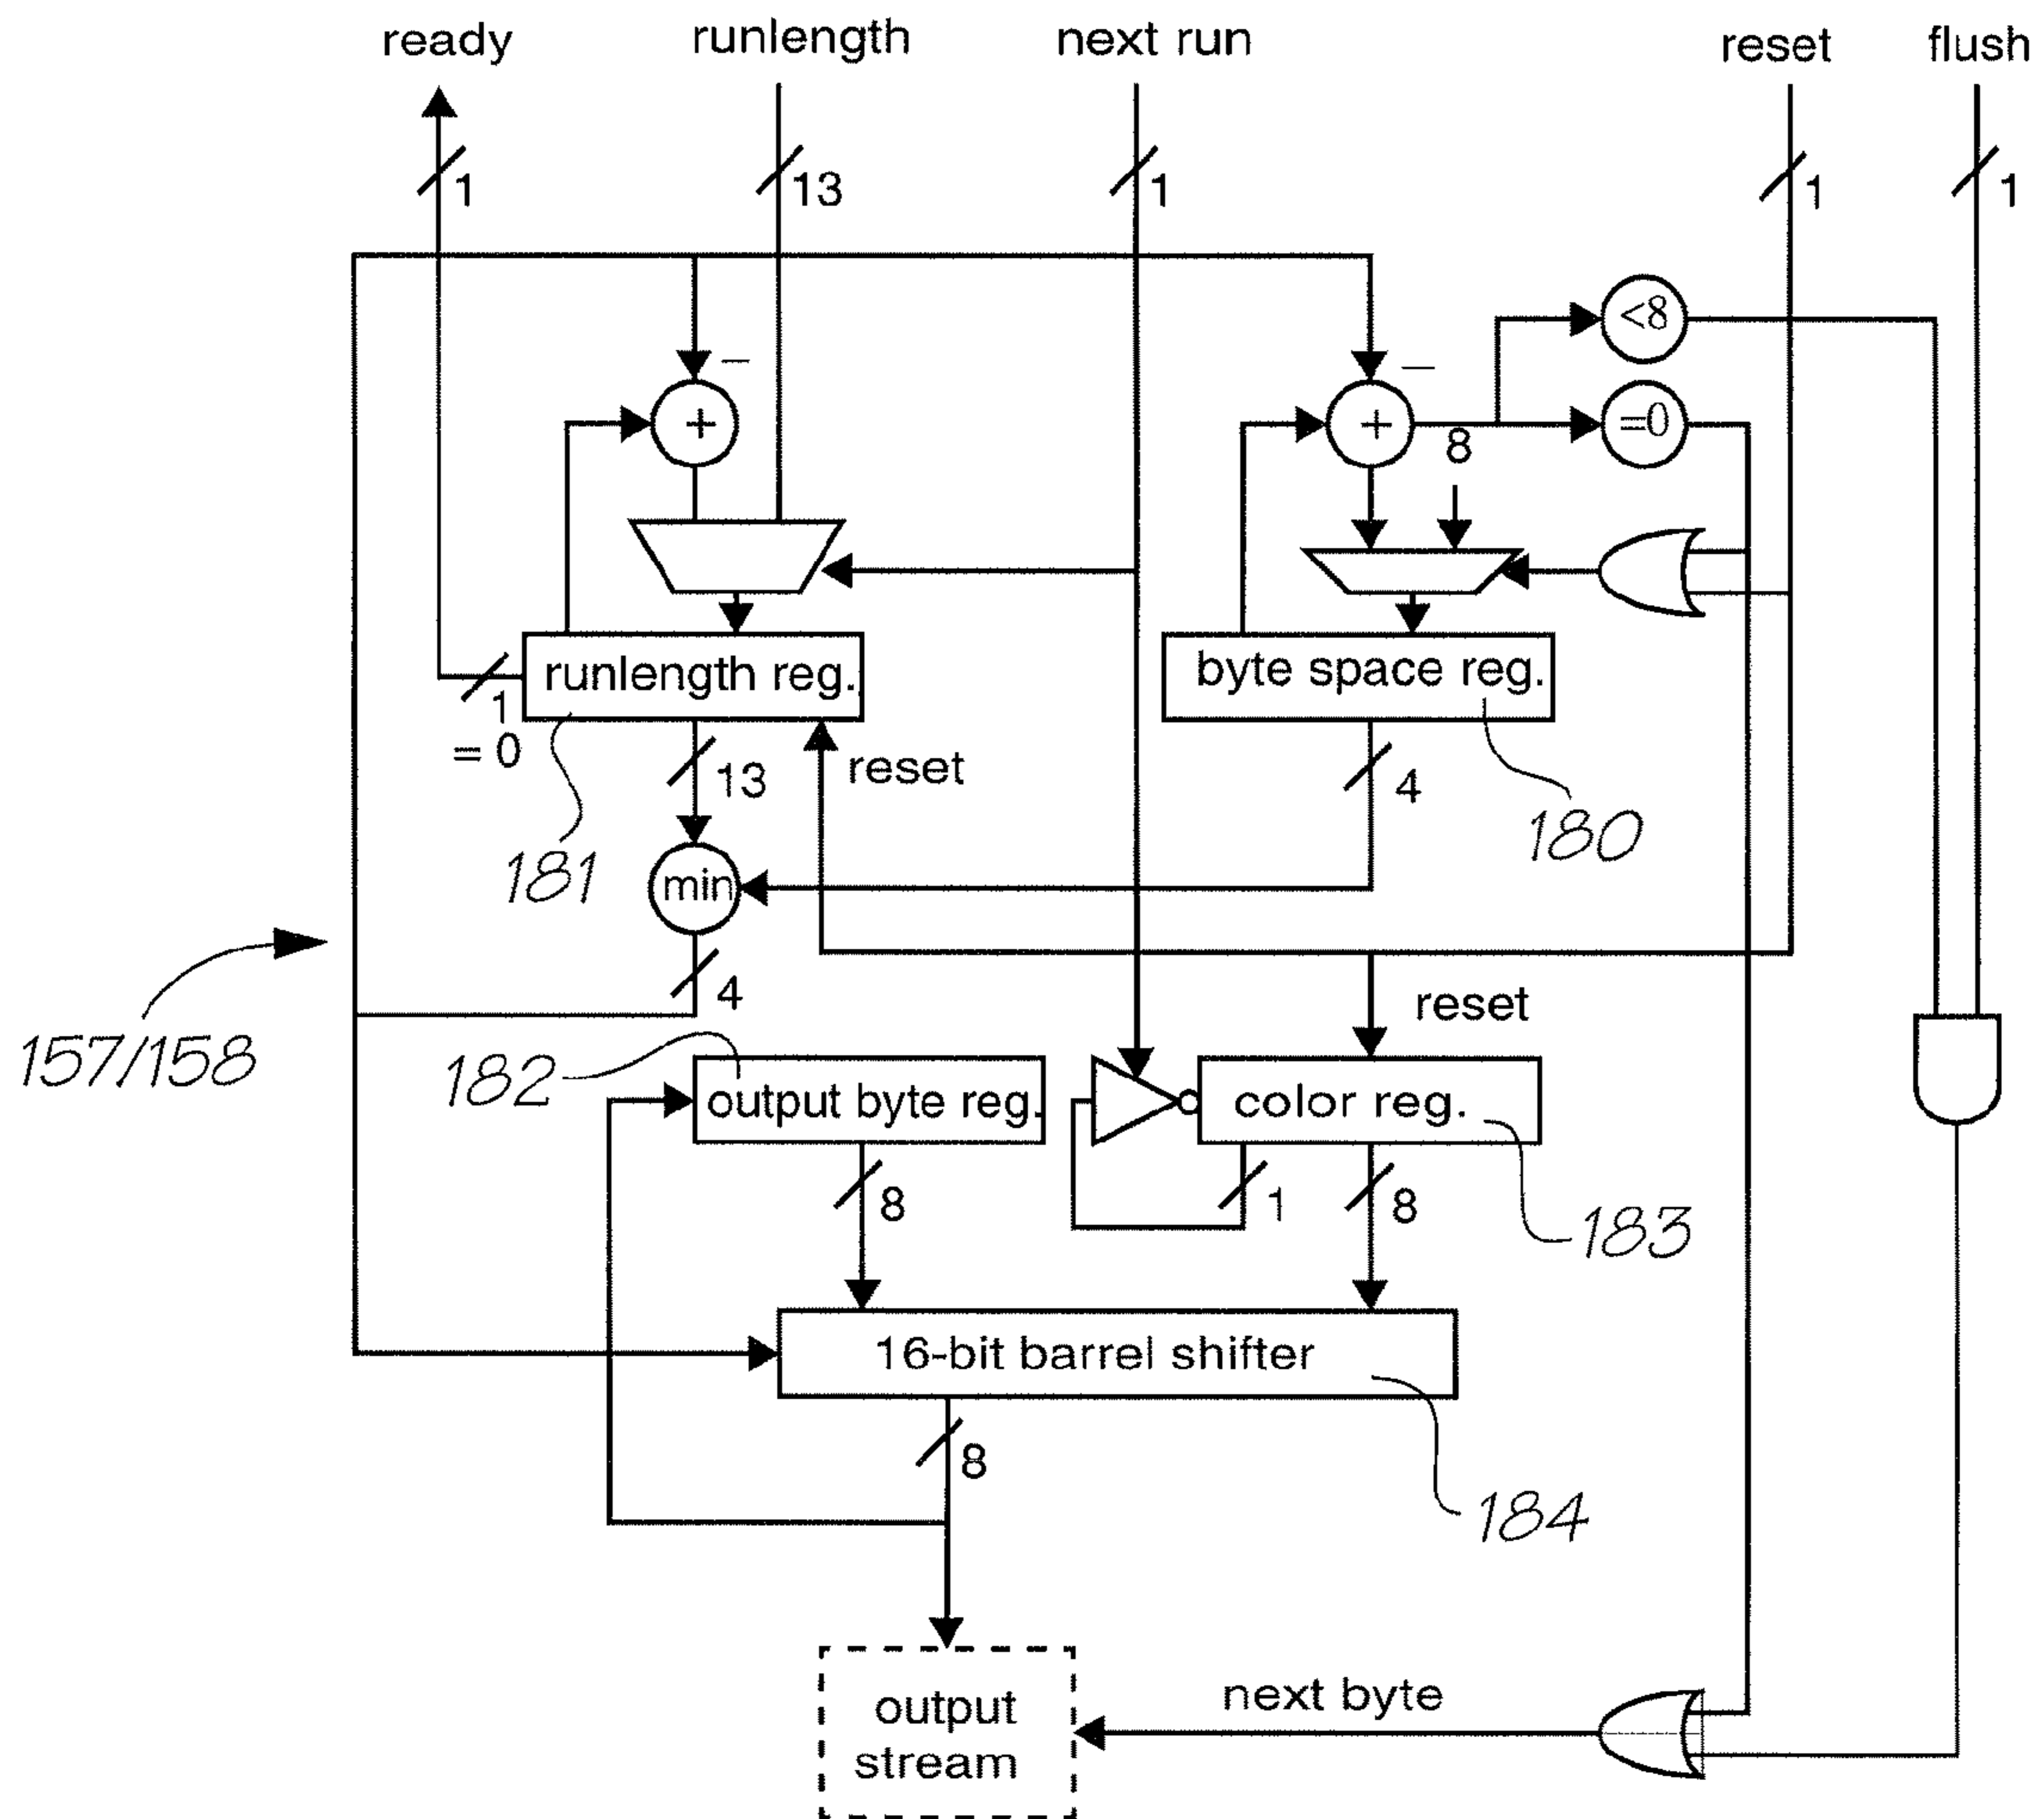 ready
runlength
next run
reset
flush
1
13
1
1
1
<8
–
–
+
+
=0
8
runlength reg.
byte space reg.
1
= 0
13
reset
4
181
180
min
4
reset
157/158
182
output byte reg.
color reg.
8
1
8
183
16-bit barrel shifter
8
184
output
stream
next byte